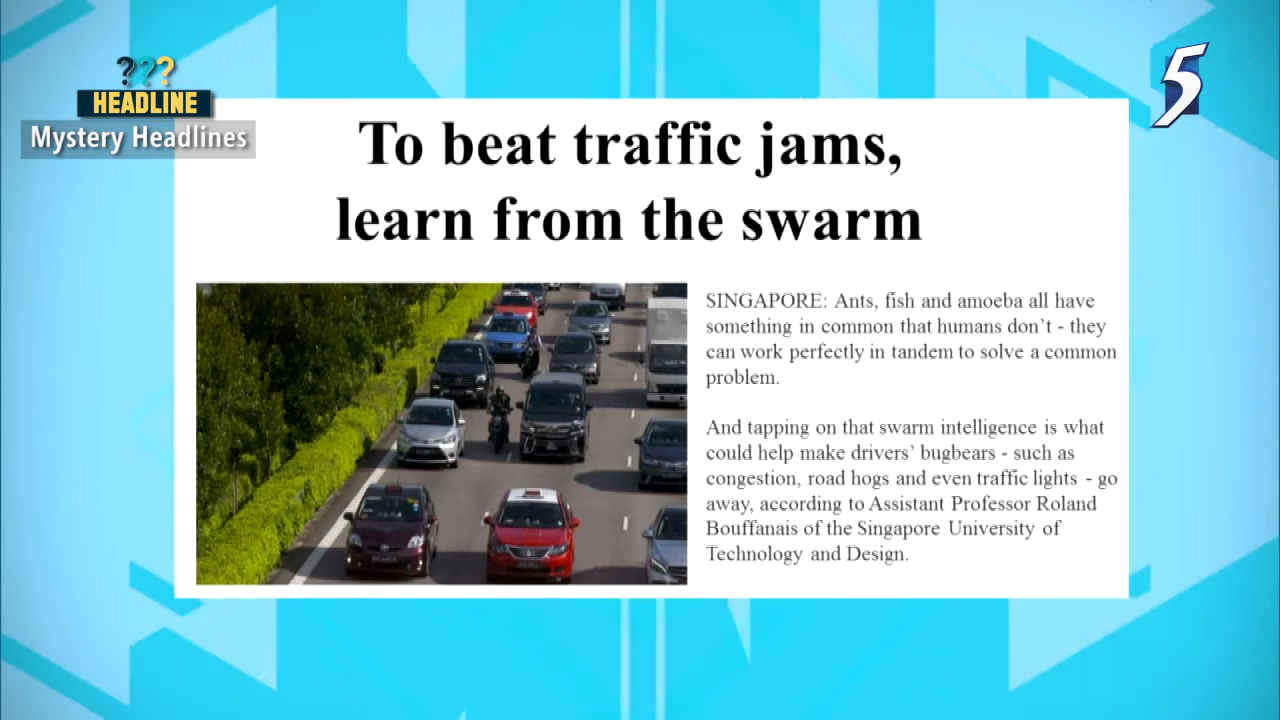 ???
HEADLINE
Mystery Headlines
5
To beat traffic jams,
learn from the swarm
SINGAPORE: Ants, fish and amoeba all have
something in common that humans don’t - they
can work perfectly in tandem to solve a common
problem.
And tapping on that swarm intelligence is what
could help make drivers’ bugbears - such as
congestion, road hogs and even traffic lights - go
away, according to Assistant Professor Roland
Bouffanais of the Singapore University of
Technology and Design.